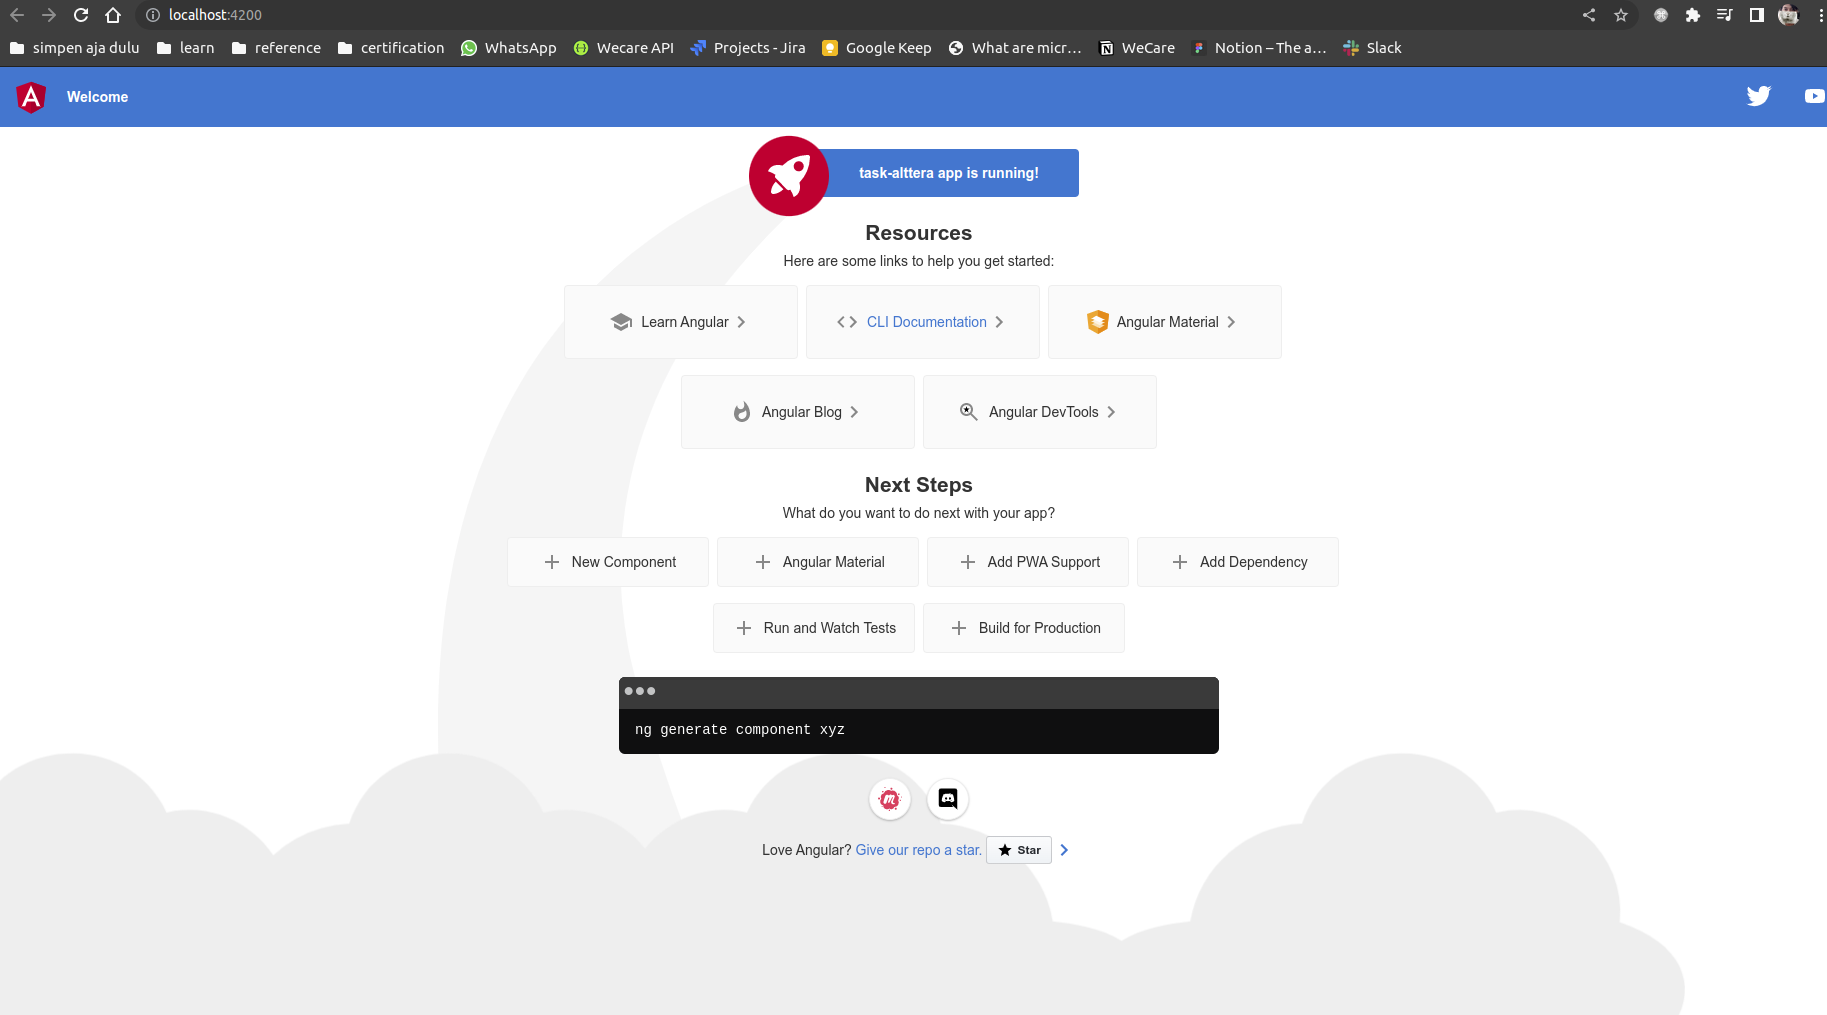 localhost:4200
simpen aja dulu learn reference certification WhatsApp Wecare API Projects - Jira Google Keep What are micr... WeCare Notion – The a... Slack
Welcome
task-alttera app is running!
Resources
Here are some links to help you get started:
Learn Angular CLI Documentation Angular Material
Angular Blog Angular DevTools
Next Steps
What do you want to do next with your app?
New Component Angular Material Add PWA Support Add Dependency
Run and Watch Tests Build for Production
ng generate component xyz
Love Angular? Give our repo a star. Star